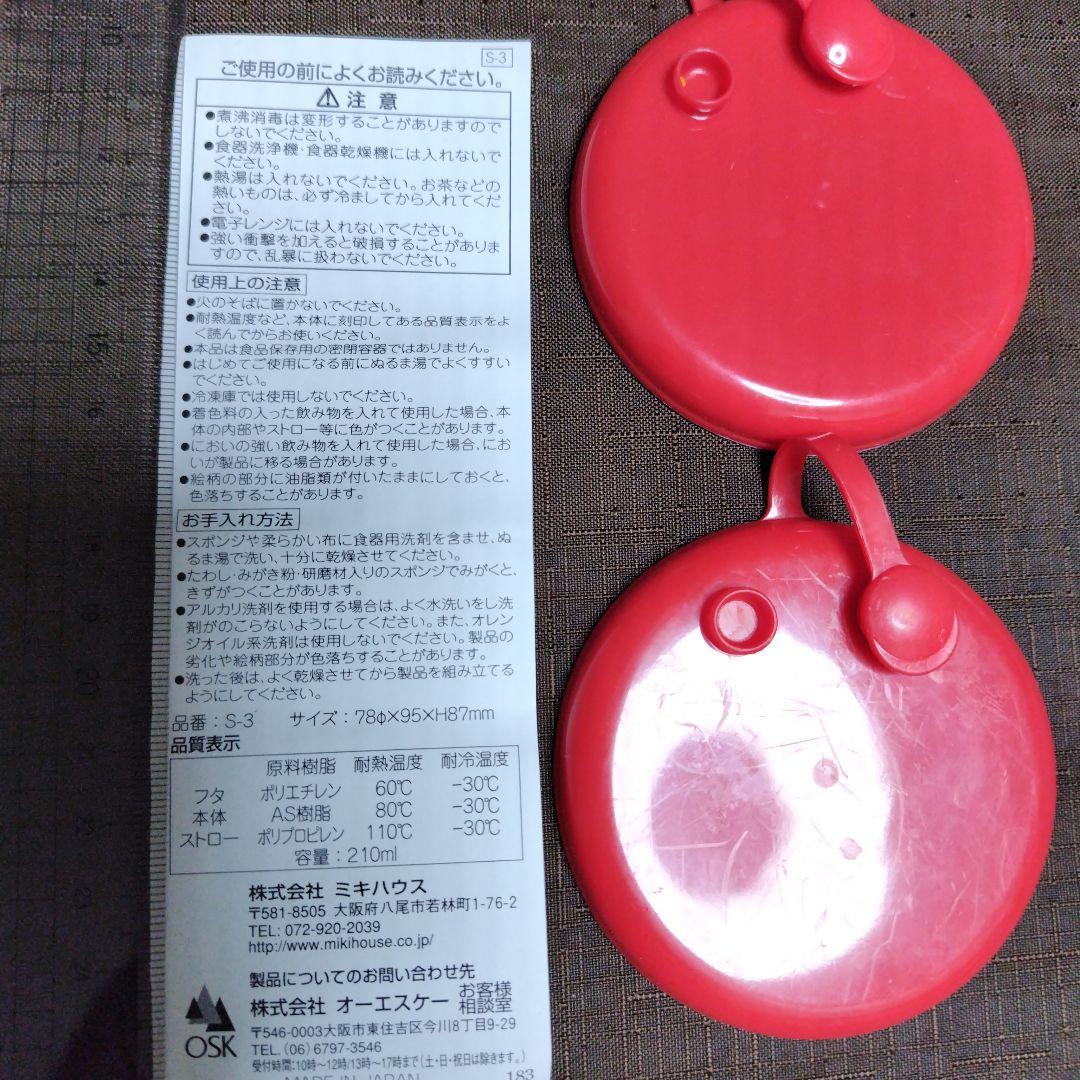 S-3
ご使用の前によくお読みください。
⚠注意
●煮沸消毒は変形することがありますので
しないでください。
●食器洗浄機・食器乾燥機には入れないで
ください。
●熱湯は入れないでください。お茶などの
熱いものは、必ず冷ましてから入れてくだ
さい。
●電子レンジには入れないでください。
●強い衝撃を加えると破損することがありま
すので、乱暴に扱わないでください。
使用上の注意
●火のそばに置かないでください。
●耐熱温度など、本体に刻印してある品質表示をよ
く読んでからお使いください。
●本品は食品保存用の密閉容器ではありません。
●はじめてご使用になる前にぬるま湯でよくすすい
でください。
●冷凍庫では使用しないでください。
●着色料の入った飲み物を入れて使用した場合、本
体の内部やストロー等に色がつくことがあります。
●においの強い飲み物を入れて使用した場合、にお
いが製品に移る場合があります。
●絵柄の部分に油脂類が付いたままにしておくと、
色落ちすることがあります。
お手入れ方法
●スポンジや柔らかい布に食器用洗剤を含ませ、ぬ
るま湯で洗い、十分に乾燥させてください。
●たわし・みがき粉・研磨材入りのスポンジでみがくと、
きずがつくことがあります。
●アルカリ洗剤を使用する場合は、よく水洗いをし洗
剤がのこらないようにしてください。また、オレン
ジオイル系洗剤は使用しないでください。製品の
劣化や絵柄部分が色落ちすることがあります。
●洗った後は、よく乾燥させてから製品を組み立てる
ようにしてください。
品番：S-3 サイズ：78φ×95×H87mm
品質表示
原料樹脂 耐熱温度 耐冷温度
フタ ポリエチレン 60℃ -30℃
本体 AS樹脂 80℃ -30℃
ストロー ポリプロピレン 110℃ -30℃
容量：210ml
株式会社 ミキハウス
〒581-8505 大阪府八尾市若林町1-76-2
TEL: 072-920-2039
http://www.mikihouse.co.jp/
製品についてのお問い合わせ先
株式会社 オーエスケー お客様相談室
〒546-0003大阪市東住吉区今川8丁目9-29
TEL.(06)6797-3546
受付時間：10時～12時/13時～17時まで(土・日・祝日は除きます。)
OSK
MADE IN JAPAN 183